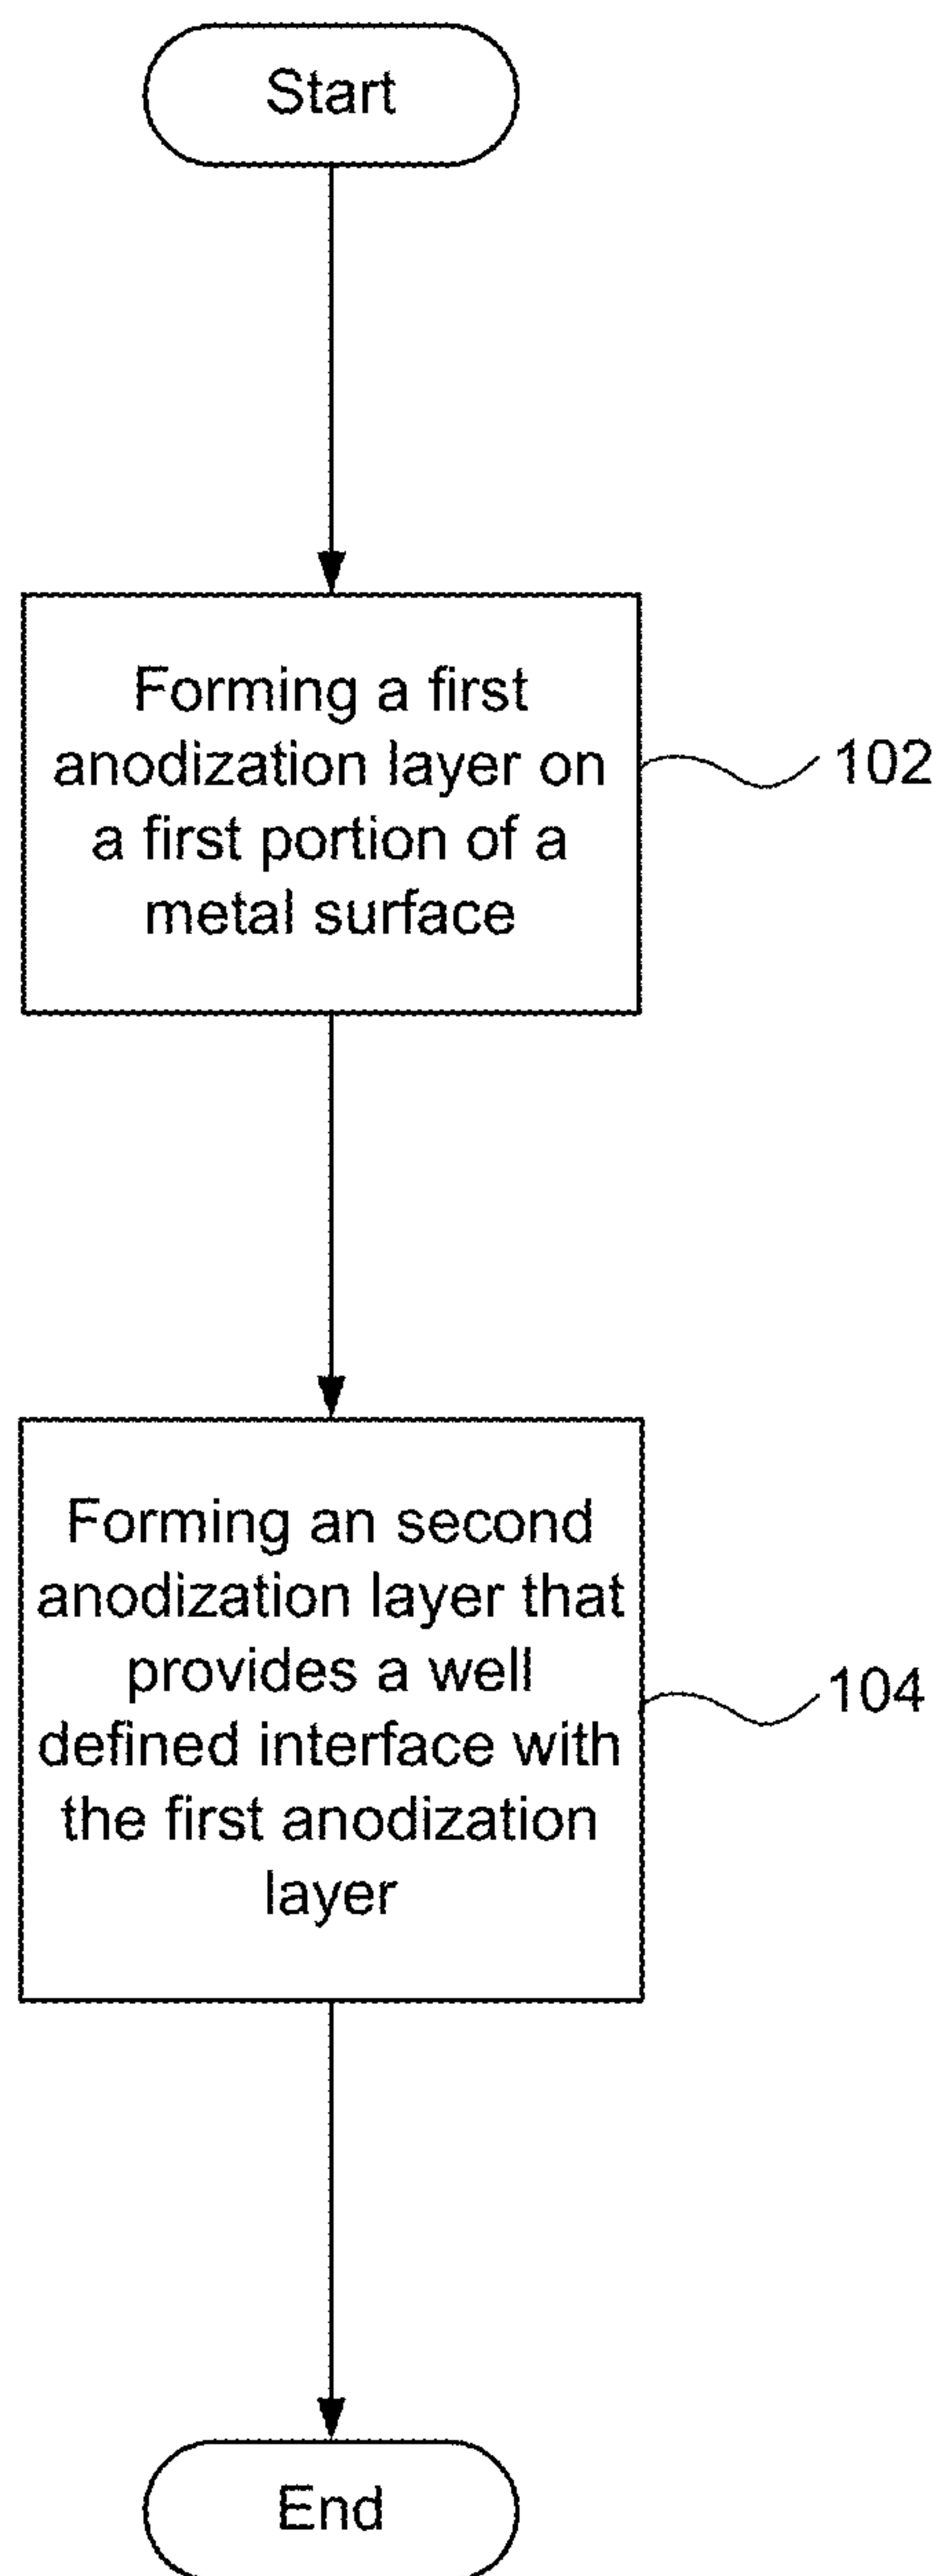 Start
Forming a first
anodization layer on
a first portion of a
metal surface
102
Forming an second
anodization layer that
provides a well
defined interface with
the first anodization
layer
104
End